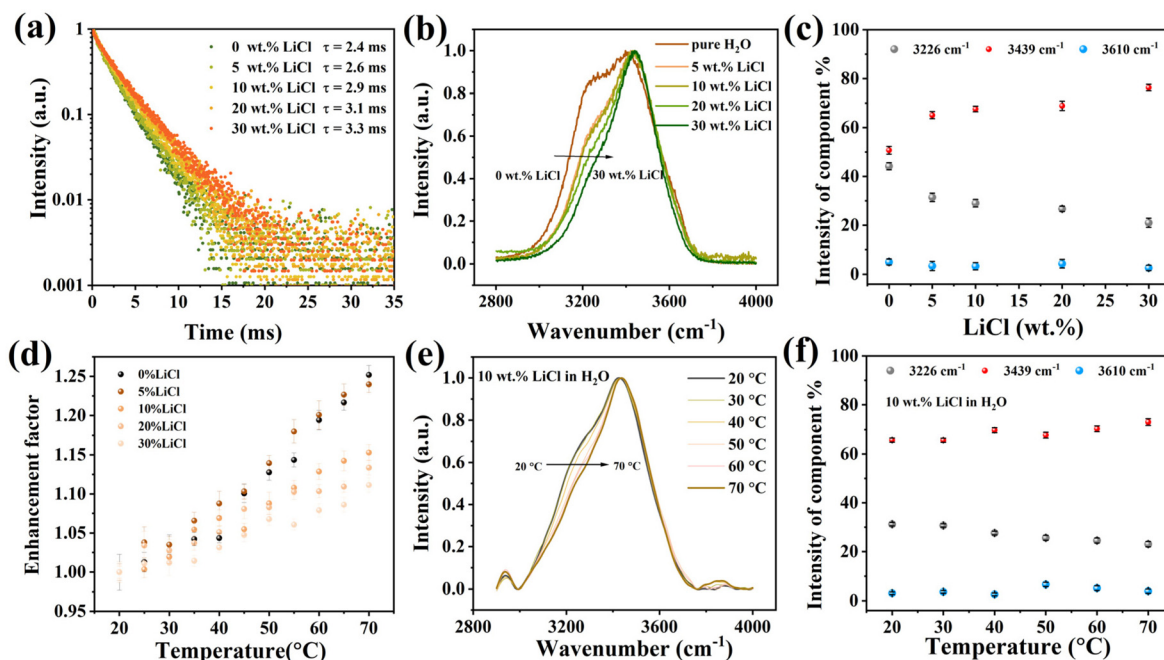 (a)
Intensity (a.u.)
1
0.1
0.01
0.001
0 wt.% LiCl τ = 2.4 ms
5 wt.% LiCl τ = 2.6 ms
10 wt.% LiCl τ = 2.9 ms
20 wt.% LiCl τ = 3.1 ms
30 wt.% LiCl τ = 3.3 ms
0 5 10 15 20 25 30 35
Time (ms)
(b)
Intensity (a.u.)
1.0
0.8
0.6
0.4
0.2
0.0
pure H₂O
5 wt.% LiCl
10 wt.% LiCl
20 wt.% LiCl
30 wt.% LiCl
0 wt.% LiCl 30 wt.% LiCl
2800 3200 3600 4000
Wavenumber (cm⁻¹)
(c)
Intensity of component %
100
80
60
40
20
0
3226 cm⁻¹ 3439 cm⁻¹ 3610 cm⁻¹
0 5 10 15 20 25 30
LiCl (wt.%)
(d)
Enhancement factor
1.25
1.20
1.15
1.10
1.05
1.00
0.95
0%LiCl
5%LiCl
10%LiCl
20%LiCl
30%LiCl
20 30 40 50 60 70
Temperature(°C)
(e)
Intensity (a.u.)
1.0
0.8
0.6
0.4
0.2
0.0
10 wt.% LiCl in H₂O
20 °C
30 °C
40 °C
50 °C
60 °C
70 °C
20 °C 70 °C
2800 3200 3600 4000
Wavenumber (cm⁻¹)
(f)
Intensity of component %
100
80
60
40
20
0
3226 cm⁻¹ 3439 cm⁻¹ 3610 cm⁻¹
10 wt.% LiCl in H₂O
20 30 40 50 60 70
Temperature (°C)